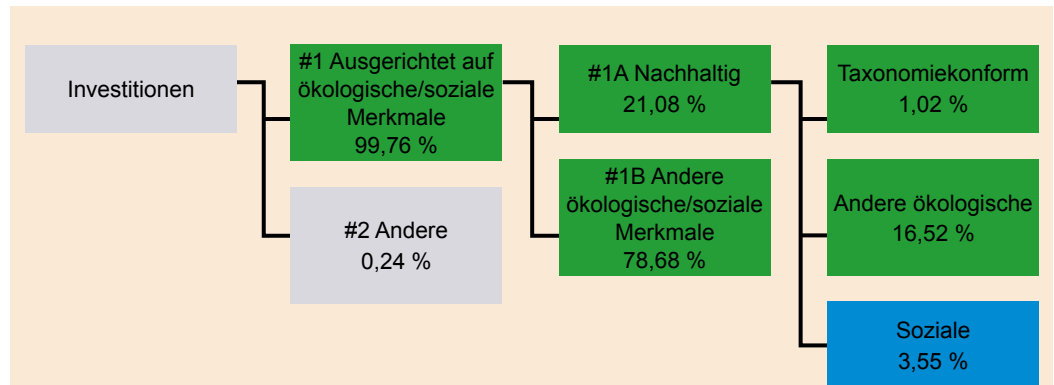 Investitionen
#1 Ausgerichtet auf
ökologische/soziale
Merkmale
99,76 %
#2 Andere
0,24 %
#1A Nachhaltig
21,08 %
#1B Andere
ökologische/soziale
Merkmale
78,68 %
Taxonomiekonform
1,02 %
Andere ökologische
16,52 %
Soziale
3,55 %